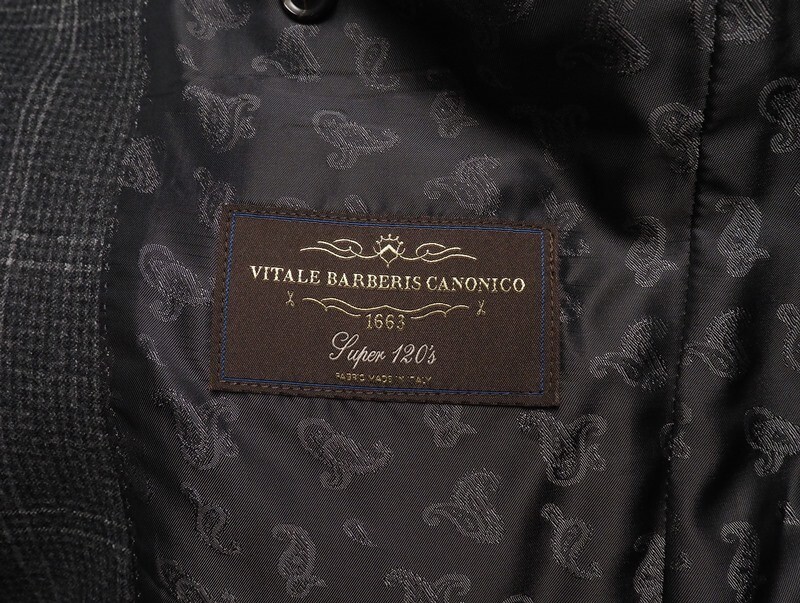 VITALE BARBERIS CANONICO
1663
Super 120's
FABRIC MADE IN ITALY